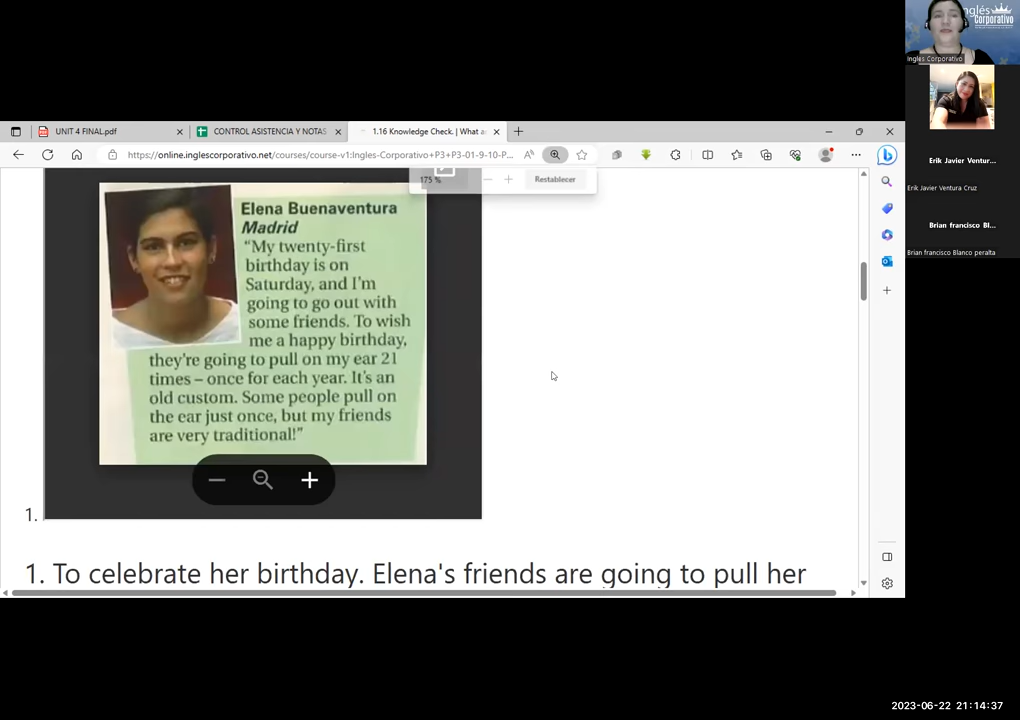 inglés
Corporativo
Ingles Corporativo
UNIT 4 FINAL.pdf
CONTROL ASISTENCIA Y NOTAS
1.16 Knowledge Check. | What a
https://online.inglescorporativo.net/courses/course-v1:Ingles-Corporativo+P3+P3-01-9-10-P...
175 %
Restablecer
Erik Javier Ventur...
Erik Javier Ventura Cruz
Brian francisco Bl...
Brian francisco Blanco peralta
Elena Buenaventura
Madrid
"My twenty-first
birthday is on
Saturday, and I'm
going to go out with
some friends. To wish
me a happy birthday,
they're going to pull on my ear 21
times – once for each year. It's an
old custom. Some people pull on
the ear just once, but my friends
are very traditional!"
1.
1. To celebrate her birthday. Elena's friends are going to pull her
2023-06-22 21:14:37